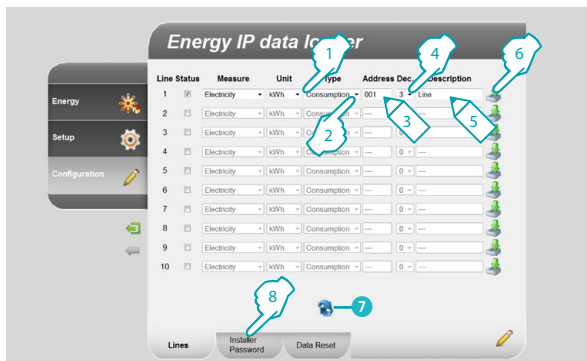 Energy IP data logger
Line Status Measure Unit Type Address Dec. Description
1 Electricity kWh Consumption 001 3 Line
2 Electricity kWh Consumption --- ---
3 Electricity kWh Consumption --- 0 ---
4 Electricity kWh Consumption --- 0 ---
5 Electricity kWh Consumption --- 0 ---
6 Electricity kWh Consumption --- 0 ---
7 Electricity kWh Consumption --- 0 ---
8 Electricity kWh Consumption --- 0 ---
9 Electricity kWh Consumption --- 0 ---
10 Electricity kWh Consumption --- 0 ---
Energy
Setup
Configuration
Lines
Installer
Password
Data Reset
1
2
3
4
5
6
7
8